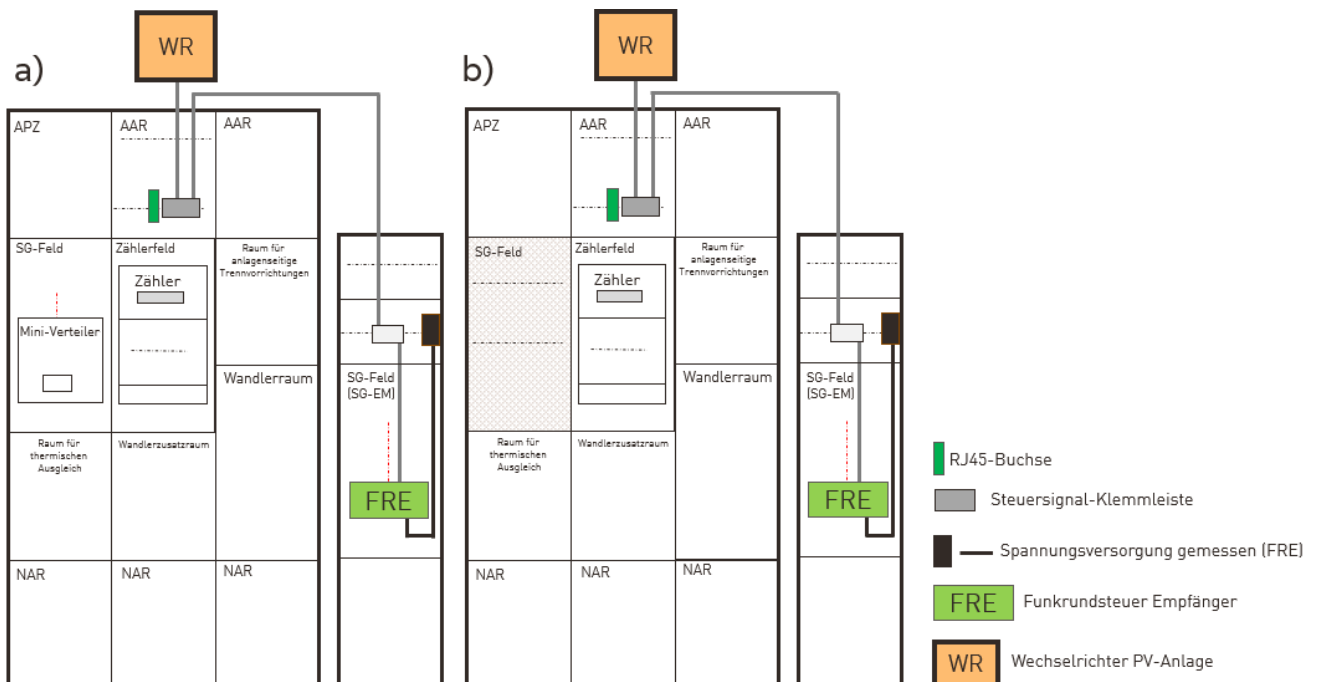 a)
WR
APZ
AAR
AAR
SG-Feld
Zählerfeld
Raum für
anlagenseitige
Trennvorrichtungen
Zähler
Mini-Verteiler
Wandlerraum
SG-Feld
(SG-EM)
Raum für
thermischen
Ausgleich
Wandlerzusatzraum
FRE
NAR
NAR
NAR
b)
WR
APZ
AAR
AAR
SG-Feld
Zählerfeld
Raum für
anlagenseitige
Trennvorrichtungen
Zähler
Wandlerraum
SG-Feld
(SG-EM)
Raum für
thermischen
Ausgleich
Wandlerzusatzraum
FRE
NAR
NAR
NAR
RJ45-Buchse
Steuersignal-Klemmleiste
Spannungsversorgung gemessen (FRE)
FRE Funkrundsteuer Empfänger
WR Wechselrichter PV-Anlage